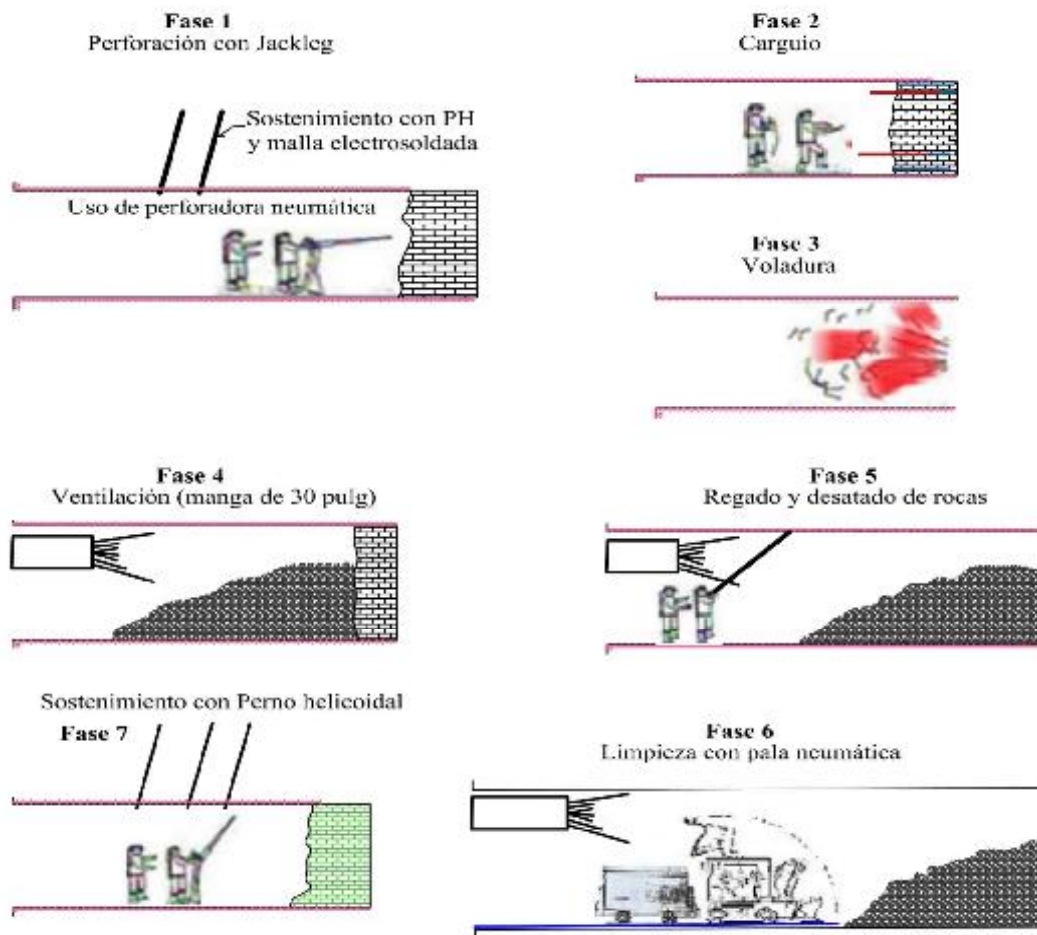 Fase 1
Perforación con Jackleg
Sostenimiento con PH
y malla electrosoldada
Uso de perforadora neumática
Fase 2
Carguio
Fase 3
Voladura
Fase 4
Ventilación (manga de 30 pulg)
Fase 5
Regado y desatado de rocas
Sostenimiento con Perno helicoidal
Fase 7
Fase 6
Limpieza con pala neumática